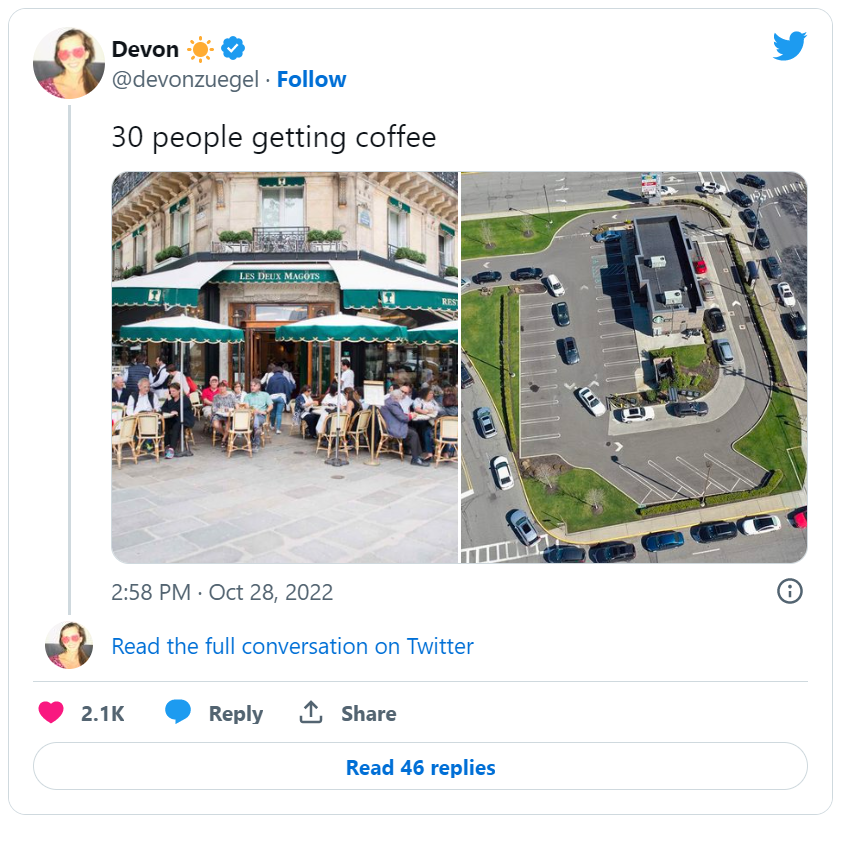 Devon
@devonzuegel · Follow
30 people getting coffee
LES DEUX MAGOTS
RES
2:58 PM · Oct 28, 2022
Read the full conversation on Twitter
2.1K Reply Share
Read 46 replies